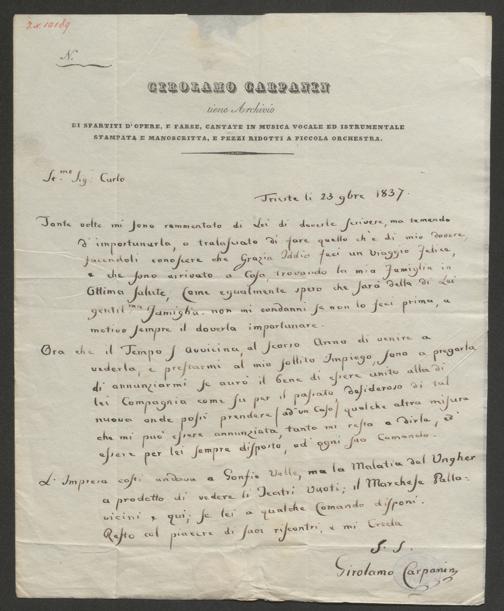 N.
GIROLAMO CARPANIN
tiene Archivio
DI SPARTITI D'OPERE, E FARSE, CANTATE IN MUSICA VOCALE ED ISTRUMENTALE
STAMPATA E MANOSCRITTA, E PEZZI RIDOTTI A PICCOLA ORCHESTRA.
Sig. Carlo
Trieste li 23 9bre 1837.
Tante volte mi sono rammentato di Lei di doverle scrivere, ma temendo
d'importunarla, o tralasciato di fare quello ch'è di mio dovere,
facendoli conoscere che Grazia Iddio feci un Viaggio Felice,
e che sono arrivato a Casa, trovando la mia Famiglia in
Ottima Salute, Come egualmente spero che sarà della di Lei
gentilma Famiglia. non mi condanni se non lo feci prima, a
motivo sempre il doverla importunare.
Ora che il Tempo s'avvicina, al scorso Anno di venire a
vederla, e prestarmi al mio sollito Impiego, sono a pregarla
di annunziarmi se aurò il bene di essere unito alla di
lei Compagnia come fu per il passato, desideroso di tal
nuova onde possi prendere (ad un Caso) qualche altra misura
che mi può essere annunziata, tanto mi resta a dirla, ed
essere per lei sempre disposto, ad ogni suo Comando.
L'Impresa costì andava a Gonfie Velle, ma la Malatia del Ungher
a prodotto di vedere li Teatri Vuoti; il Marchese Palla-
vicini è qui; se lei a qualche Comando disponi.
Resto col piacere di suoi riscontri, e mi Creda
S. S.
Girolamo Carpanin